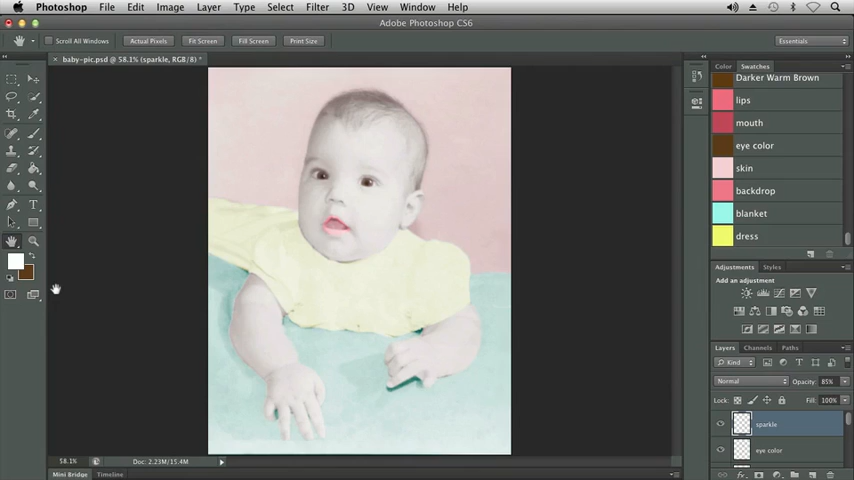 Photoshop File Edit Image Layer Type Select Filter 3D View Window Help
Adobe Photoshop CS6
Scroll All Windows Actual Pixels Fit Screen Fill Screen Print Size Essentials
× baby-pic.psd @ 58.1% (sparkle, RGB/8) *
Color Swatches
Darker Warm Brown
lips
mouth
eye color
skin
backdrop
blanket
dress
Adjustments Styles
Add an adjustment
Layers Channels Paths
Kind
Normal Opacity: 85%
Lock: Fill: 100%
sparkle
eye color
58.1% Doc: 2.23M/15.4M
Mini Bridge Timeline